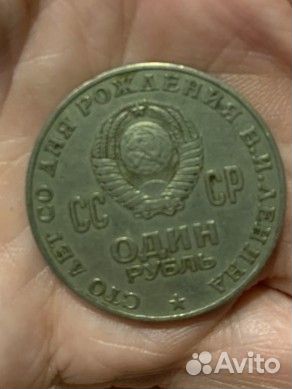 СТО ЛЕТ СО ДНЯ РОЖДЕНИЯ В.И.ЛЕНИНА
СС СР
ОДИН
РУБЛЬ
Avito